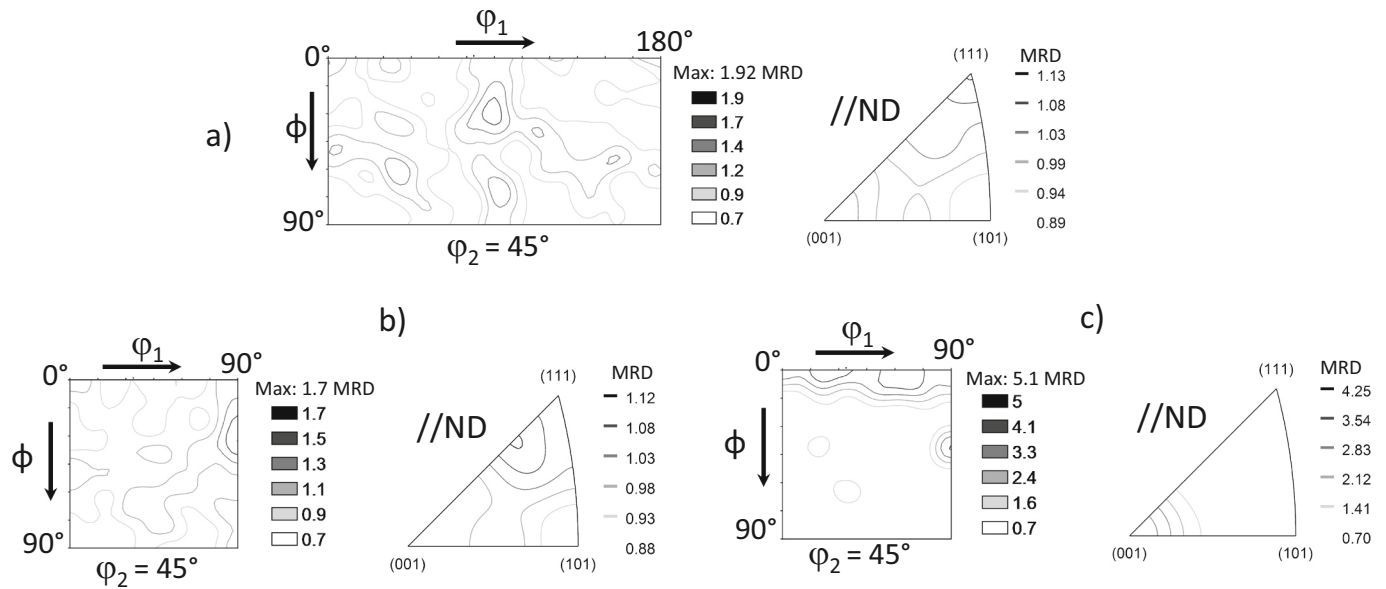 φ1
0°
180°
a)
ϕ
90°
φ2 = 45°
Max: 1.92 MRD
1.9
1.7
1.4
1.2
0.9
0.7
//ND
(111)
(001)
(101)
MRD
1.13
1.08
1.03
0.99
0.94
0.89
b)
φ1
0°
90°
ϕ
90°
φ2 = 45°
Max: 1.7 MRD
1.7
1.5
1.3
1.1
0.9
0.7
//ND
(111)
(001)
(101)
MRD
1.12
1.08
1.03
0.98
0.93
0.88
c)
φ1
0°
90°
ϕ
90°
φ2 = 45°
Max: 5.1 MRD
5
4.1
3.3
2.4
1.6
0.7
//ND
(111)
(001)
(101)
MRD
4.25
3.54
2.83
2.12
1.41
0.70